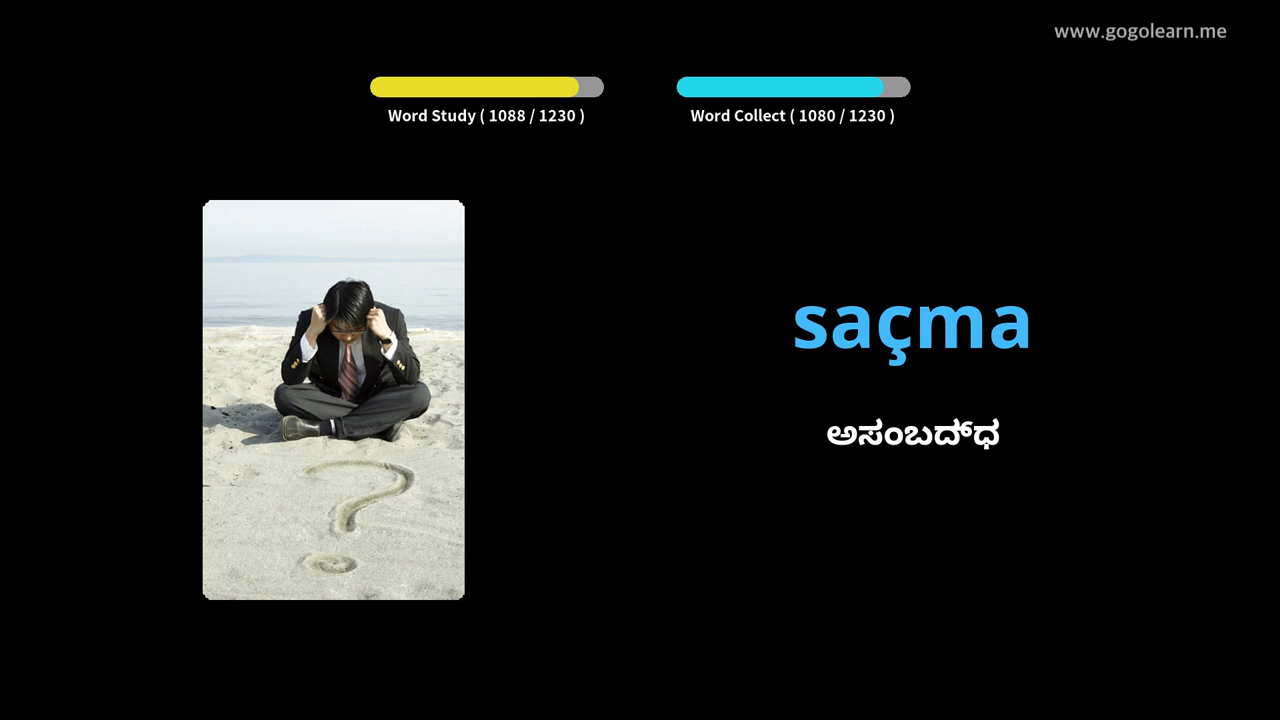 www.gogolearn.me
Word Study ( 1088 / 1230 )
Word Collect ( 1080 / 1230 )
saçma
ಅಸಂಬದ್ಧ
?